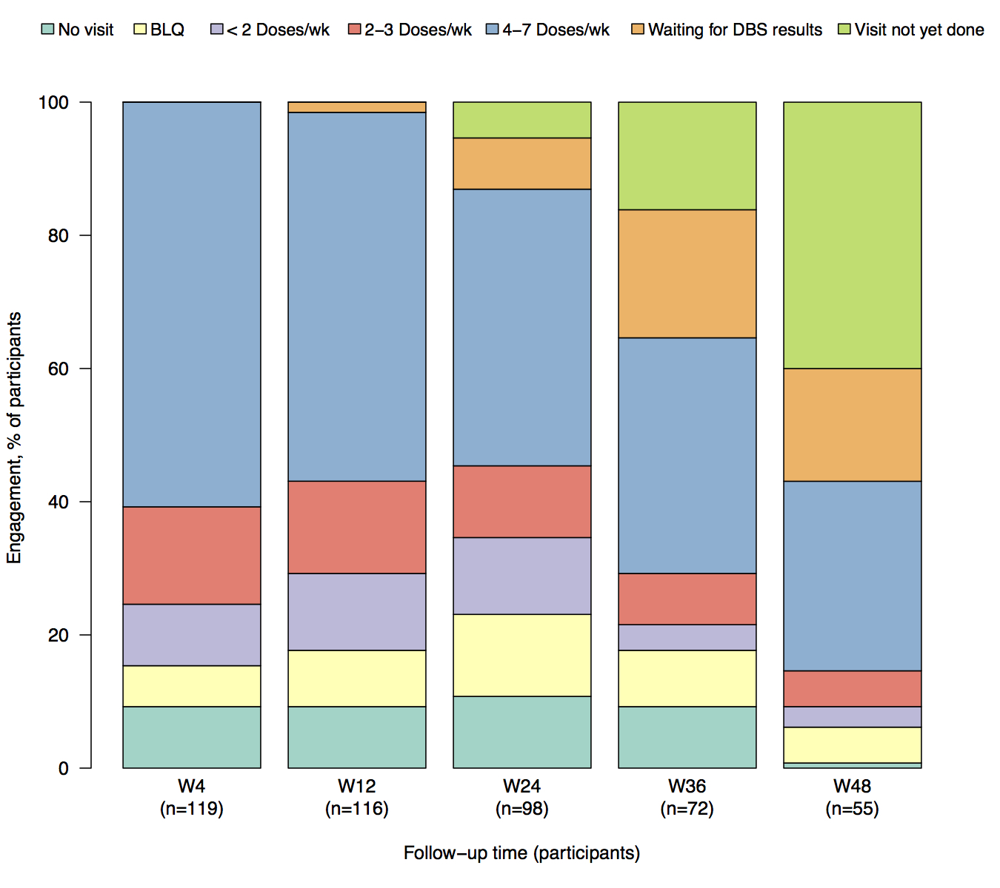 No visit BLQ < 2 Doses/wk 2−3 Doses/wk 4−7 Doses/wk Waiting for DBS results Visit not yet done
100
80
60
40
20
0
Engagement, % of participants
W4 W12 W24 W36 W48
(n=119) (n=116) (n=98) (n=72) (n=55)
Follow−up time (participants)